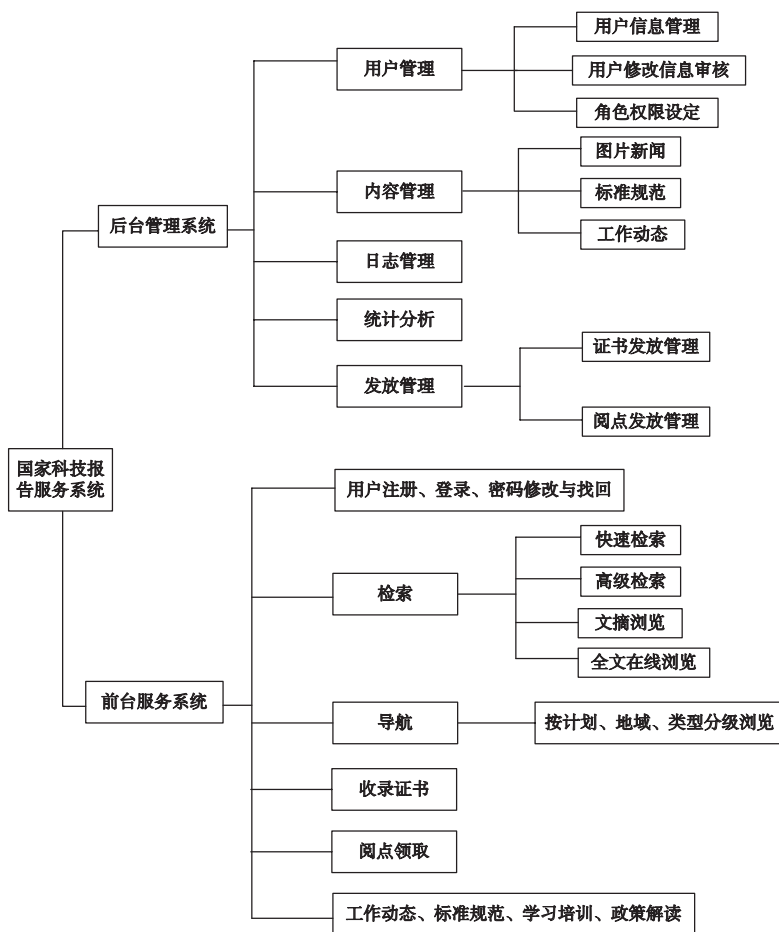 用户信息管理
用户管理
用户修改信息审核
角色权限设定
图片新闻
内容管理
标准规范
工作动态
后台管理系统
日志管理
统计分析
证书发放管理
发放管理
阅点发放管理
国家科技报
告服务系统
用户注册、登录、密码修改与找回
快速检索
检索
高级检索
文摘浏览
全文在线浏览
前台服务系统
导航
按计划、地域、类型分级浏览
收录证书
阅点领取
工作动态、标准规范、学习培训、政策解读